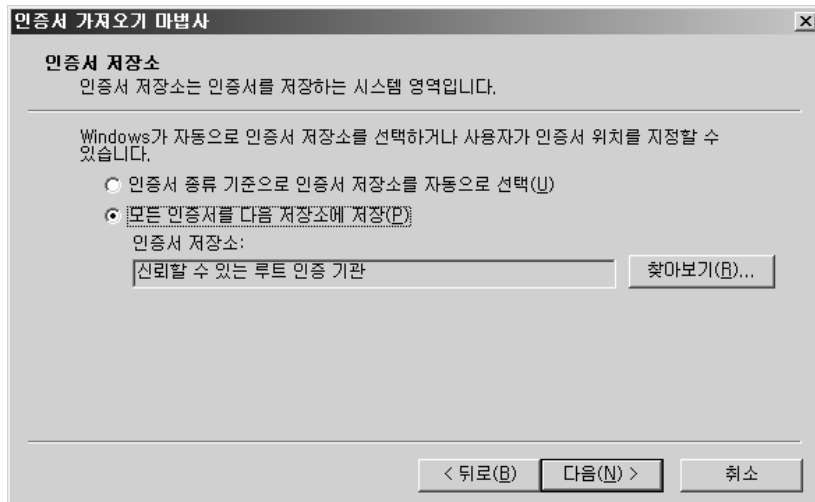 인증서 가져오기 마법사
인증서 저장소
인증서 저장소는 인증서를 저장하는 시스템 영역입니다.
Windows가 자동으로 인증서 저장소를 선택하거나 사용자가 인증서 위치를 지정할 수
있습니다.
인증서 종류 기준으로 인증서 저장소를 자동으로 선택(U)
모든 인증서를 다음 저장소에 저장(P)
인증서 저장소:
신뢰할 수 있는 루트 인증 기관
찾아보기(R)...
< 뒤로(B)
다음(N) >
취소